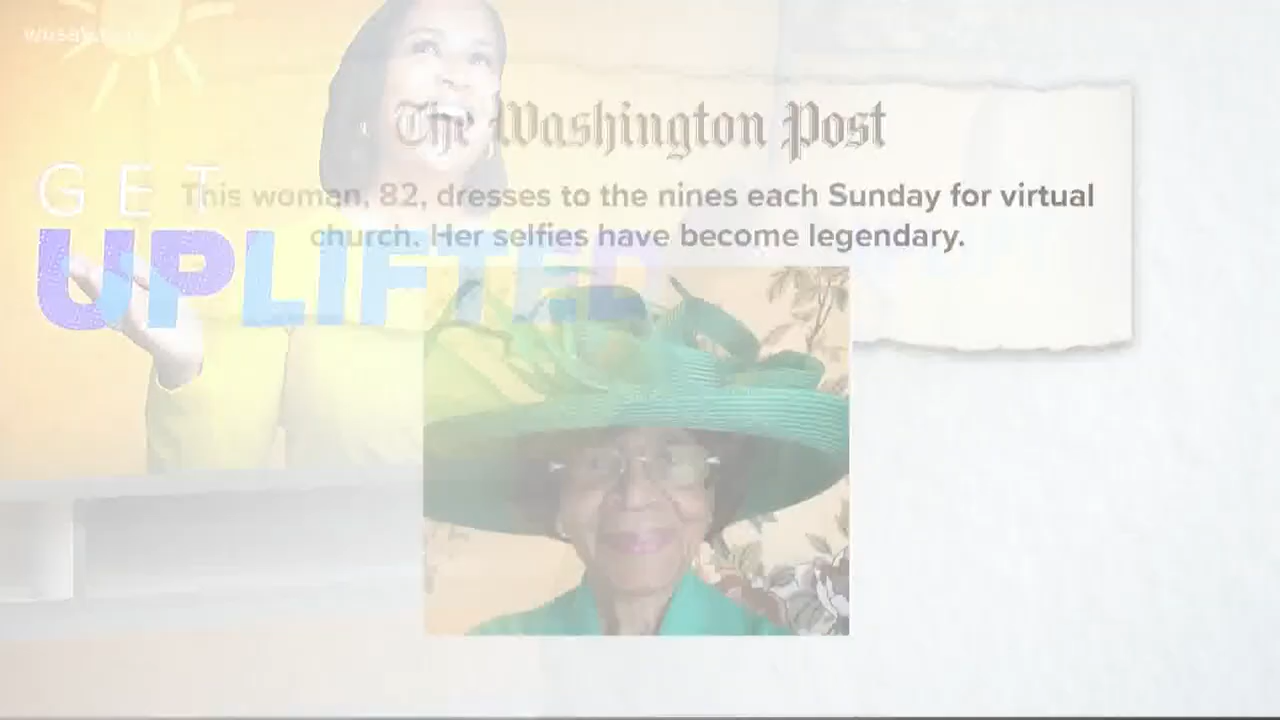 The Washington Post
This woman, 82, dresses to the nines each Sunday for virtual
church. Her selfies have become legendary.
GET
UPLIFTED